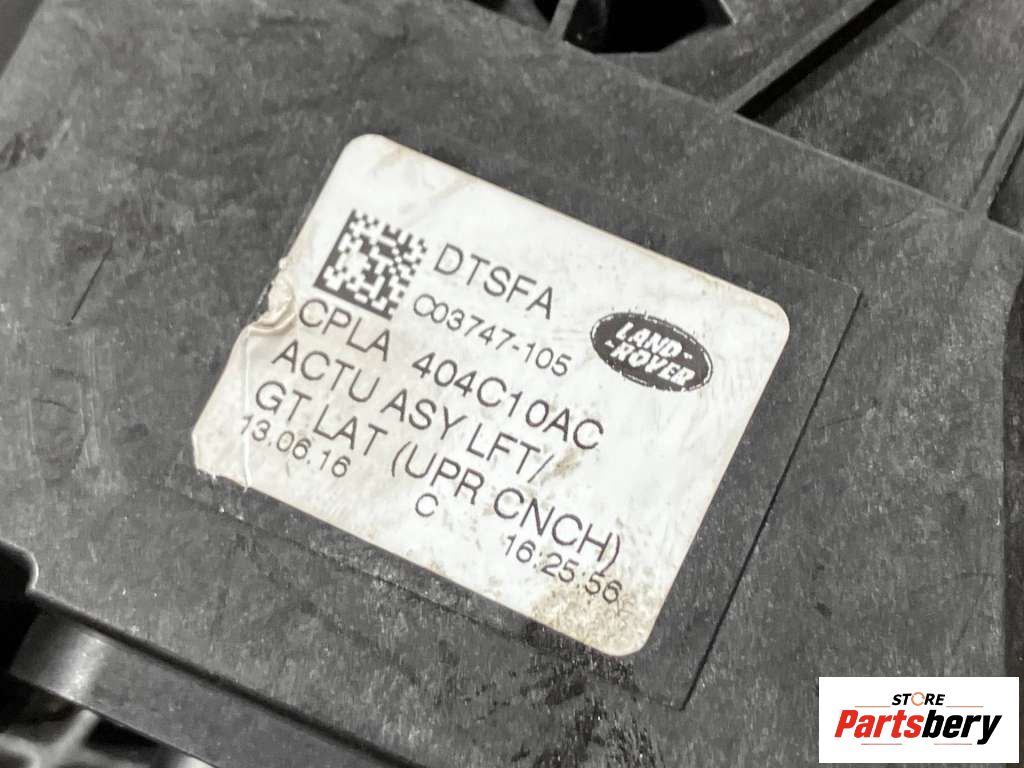 DTSFA
C03747-105
LAND-
-ROVER
CPLA 404C10AC
ACTU ASY LFT/
GT LAT (UPR CNCH)
13.06.16 C 16:25:56
STORE
Partsbery